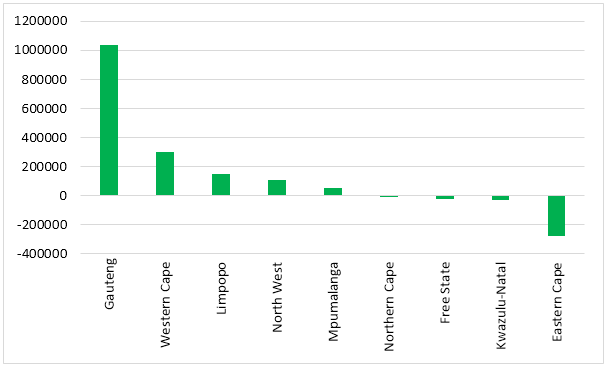 1200000
1000000
800000
600000
400000
200000
0
-200000
-400000
Gauteng
Western Cape
Limpopo
North West
Mpumalanga
Northern Cape
Free State
Kwazulu-Natal
Eastern Cape